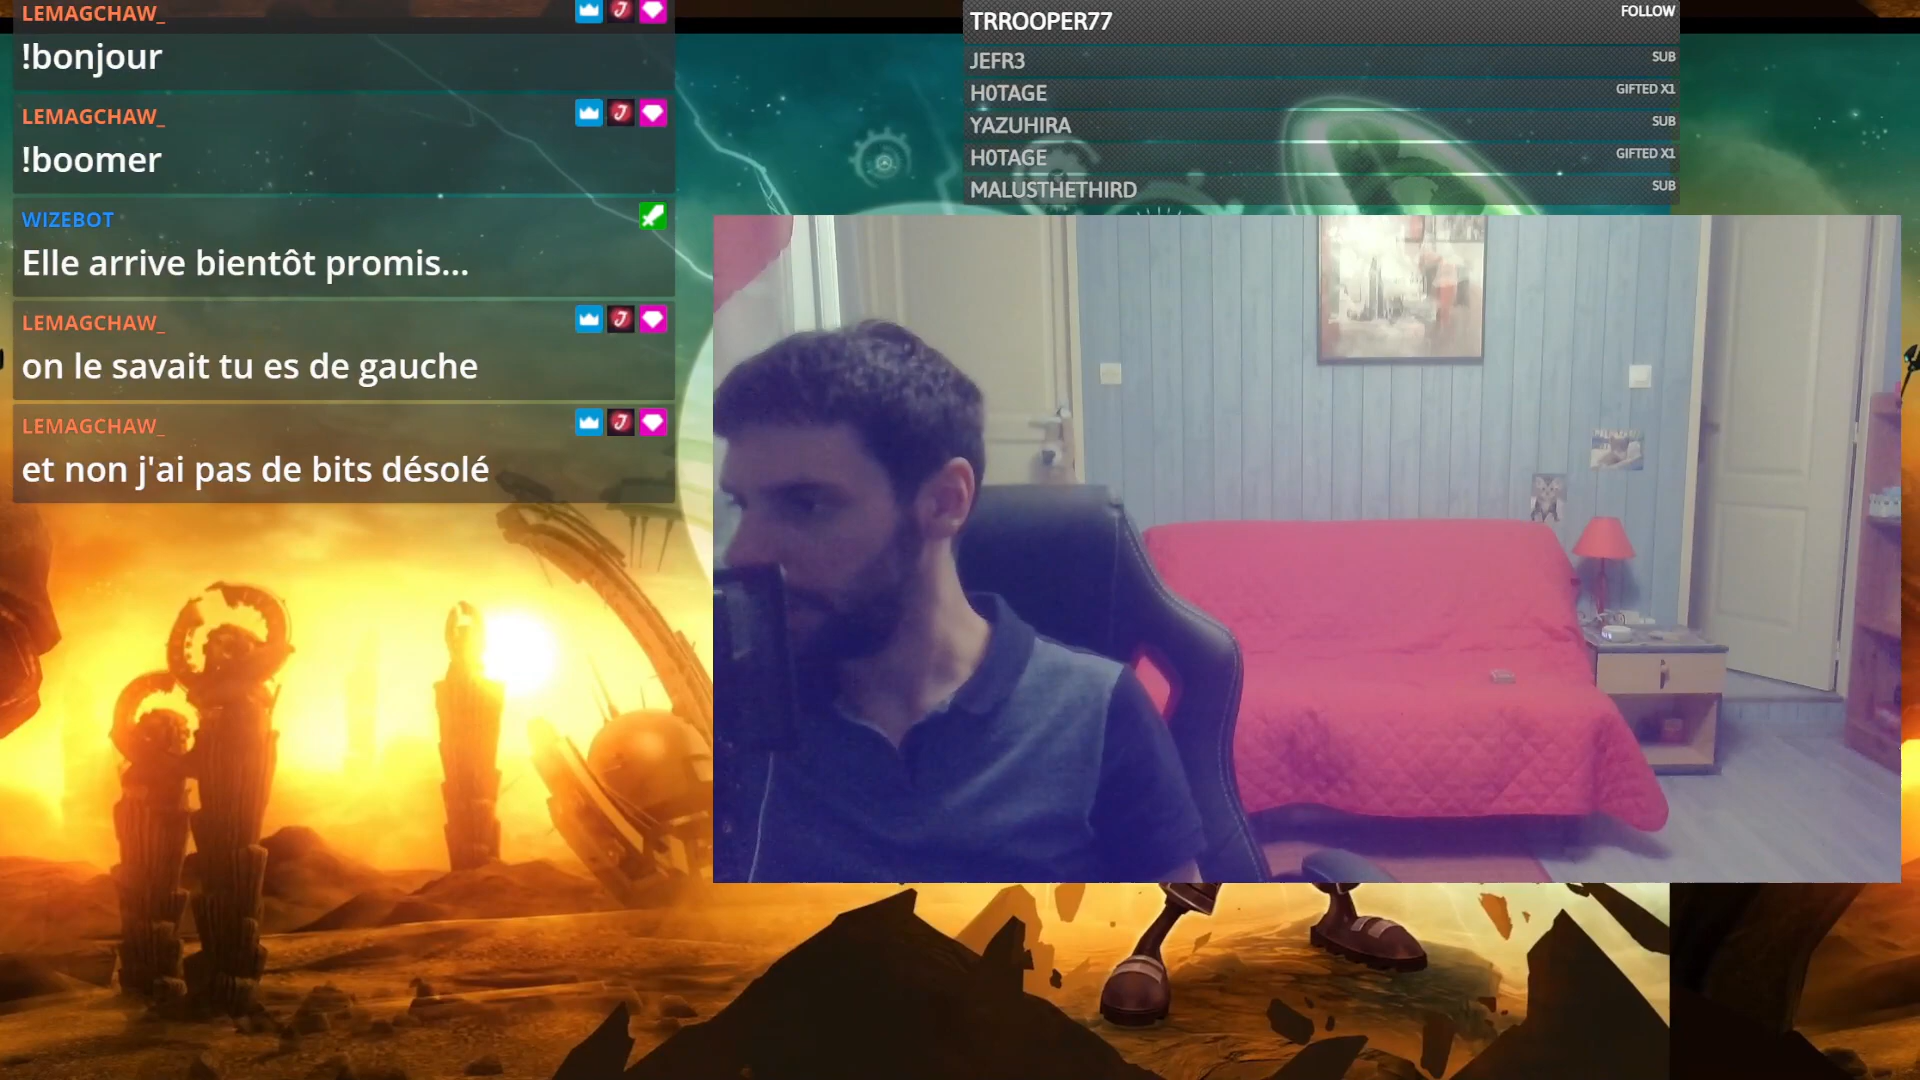 LEMAGCHAW_
!bonjour
LEMAGCHAW_
!boomer
WIZEBOT
Elle arrive bientôt promis...
LEMAGCHAW_
on le savait tu es de gauche
LEMAGCHAW_
et non j'ai pas de bits désolé
TRROOPER77 FOLLOW
JEFR3 SUB
H0TAGE GIFTED X1
YAZUHIRA SUB
H0TAGE GIFTED X1
MALUSTHETHIRD SUB